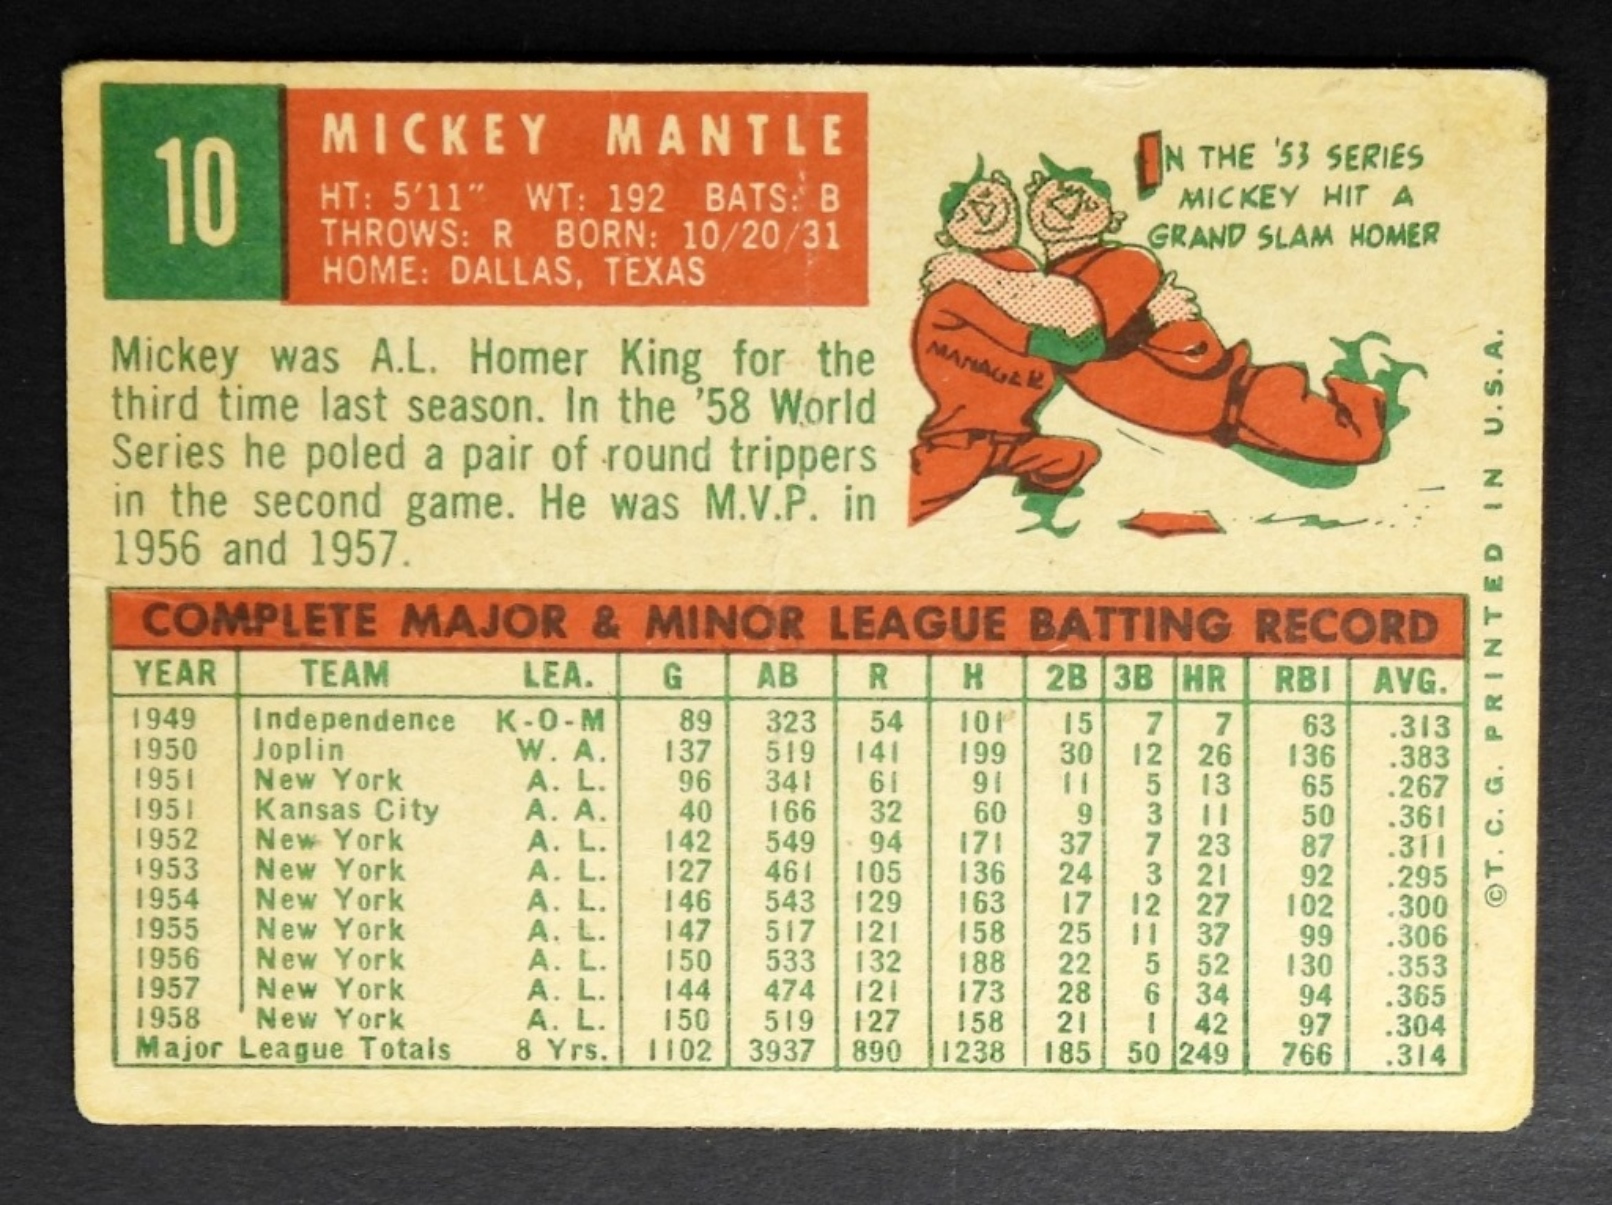 10
MICKEY MANTLE
HT: 5'11" WT: 192 BATS: B
THROWS: R BORN: 10/20/31
HOME: DALLAS, TEXAS
IN THE '53 SERIES
MICKEY HIT A
GRAND SLAM HOMER
MANAGER
Mickey was A.L. Homer King for the
third time last season. In the '58 World
Series he poled a pair of round trippers
in the second game. He was M.V.P. in
1956 and 1957.
COMPLETE MAJOR & MINOR LEAGUE BATTING RECORD
YEAR TEAM LEA. G AB R H 2B 3B HR RBI AVG.
1949 Independence K-O-M 89 323 54 101 15 7 7 63 .313
1950 Joplin W. A. 137 519 141 199 30 12 26 136 .383
1951 New York A. L. 96 341 61 91 11 5 13 65 .267
1951 Kansas City A. A. 40 166 32 60 9 3 11 50 .361
1952 New York A. L. 142 549 94 171 37 7 23 87 .311
1953 New York A. L. 127 461 105 136 24 3 21 92 .295
1954 New York A. L. 146 543 129 163 17 12 27 102 .300
1955 New York A. L. 147 517 121 158 25 11 37 99 .306
1956 New York A. L. 150 533 132 188 22 5 52 130 .353
1957 New York A. L. 144 474 121 173 28 6 34 94 .365
1958 New York A. L. 150 519 127 158 21 1 42 97 .304
Major League Totals 8 Yrs. 1102 3937 890 1238 185 50 249 766 .314
©T. C. G. PRINTED IN U.S.A.